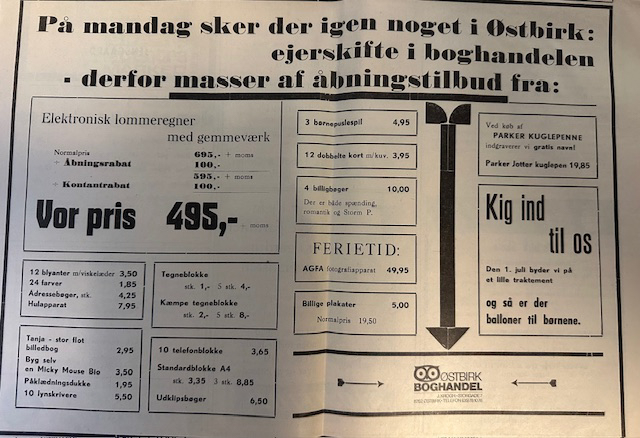 På mandag sker der igen noget i Østbirk:
ejerskifte i boghandelen
- derfor masser af åbningstilbud fra:
Elektronisk lommeregner
med gemmeværk
Normalpris 695,- + moms
+ Åbningsrabat 100,-
595,- + moms
+ Kontantrabat 100,-
Vor pris 495,- + moms
12 blyanter m/viskelæder 3,50
24 farver 1,85
Adressebøger, stk. 4,25
Hulapparat 7,95
Tegneblokke
stk. 1,- 5 stk. 4,-
Kæmpe tegneblokke
stk. 2,- 5 stk. 8,-
Tanja - stor flot
billedbog 2,95
Byg selv
en Micky Mouse Bio 3,50
Påklædningsdukke 1,95
10 lynskrivere 5,50
10 telefonblokke 3,65
Standardblokke A4
stk. 3,35 3 stk. 8,85
Udklipsbøger 6,50
3 børnepuslespil 4,95
12 dobbelte kort m/kuv. 3,95
4 billigbøger 10,00
Der er både spænding,
romantik og Storm P.
FERIETID:
AGFA fotografiapparat 49,95
Billige plakater 5,00
Normalpris 19,50
Ved køb af
PARKER KUGLEPENNE
indgraverer vi gratis navn!
Parker Jotter kuglepen 19,85
Kig ind
til os
Den 1. juli byder vi på
et lille traktement
og så er der
balloner til børnene.
ØSTBIRK
BOGHANDEL